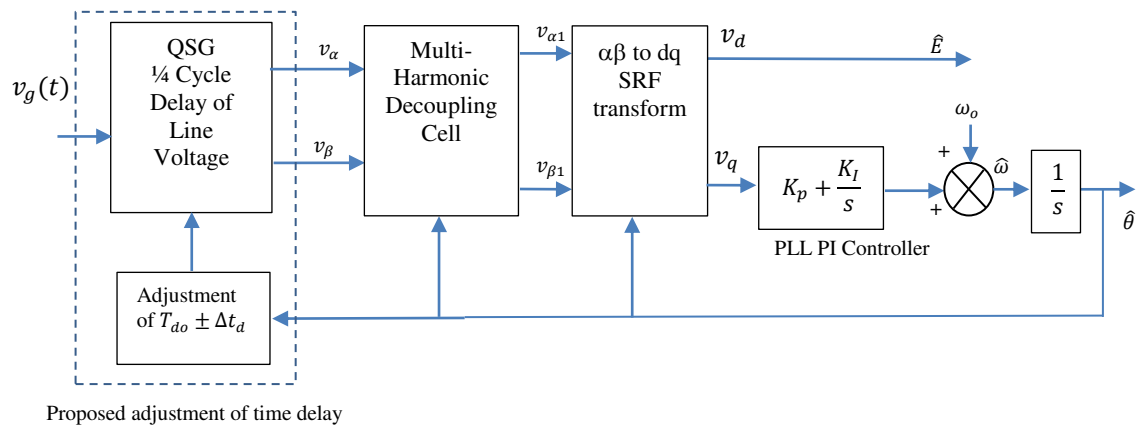 v_g(t)
QSG
¼ Cycle
Delay of
Line
Voltage
v_α
v_β
Multi-
Harmonic
Decoupling
Cell
v_α1
v_β1
αβ to dq
SRF
transform
v_d
Ê
v_q
K_p + K_I/s
PLL PI Controller
ω_o
+
+
ω̂
1/s
θ̂
Adjustment
of T_do ± Δt_d
Proposed adjustment of time delay